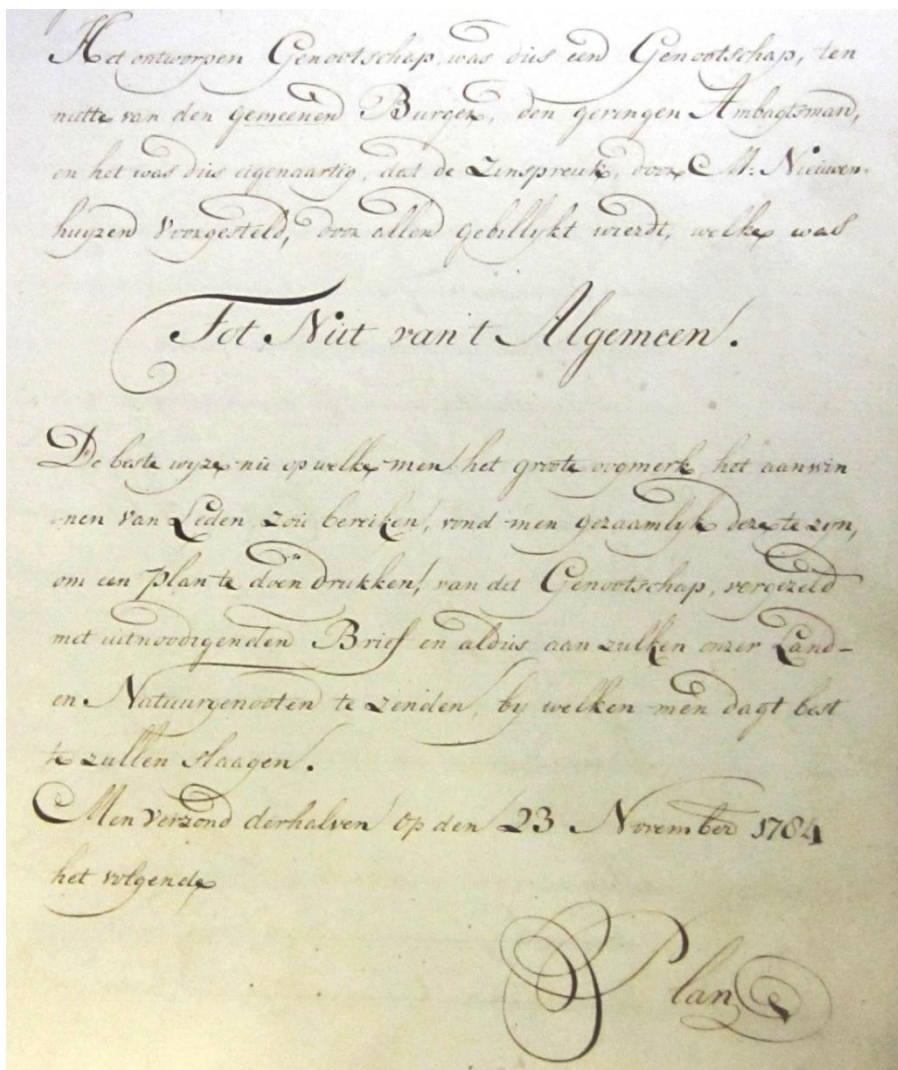 Het ontworpen Genootschap, was dus een Genootschap, ten
nutte van den gemeenen Burger, den geringen Ambagtsman,
en het was dus eigenaartig, dat de Zinspreuk, door M: Nieuwen-
huyzen voorgesteld, door allen gebillykt wierdt, welke was
Tot Nut van 't Algemeen.
De beste wyze nu op welke men het groote oogmerk, het aanwin
-nen van Leden, zou bereiken, vond men gezaamlyk deze te zyn,
om een plan te doen drukken, van dit Genootschap, vergezeld
met uitnoodigenden Brief en aldus aan zulken onzer Land-
en Natuurgenooten te zenden, by welken men dagt best
te zullen slaagen.
Men verzond derhalven op den 23 November 1784
het volgende
Plan